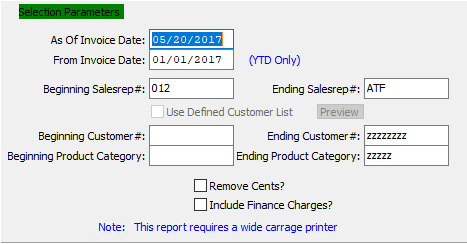 Selection Parameters
As Of Invoice Date: 05/20/2017
From Invoice Date: 01/01/2017 (YTD Only)
Beginning Salesrep#: 012 Ending Salesrep#: ATF
Use Defined Customer List Preview
Beginning Customer#: Ending Customer#: zzzzzzzz
Beginning Product Category: Ending Product Category: zzzzz
Remove Cents?
Include Finance Charges?
Note: This report requires a wide carrage printer